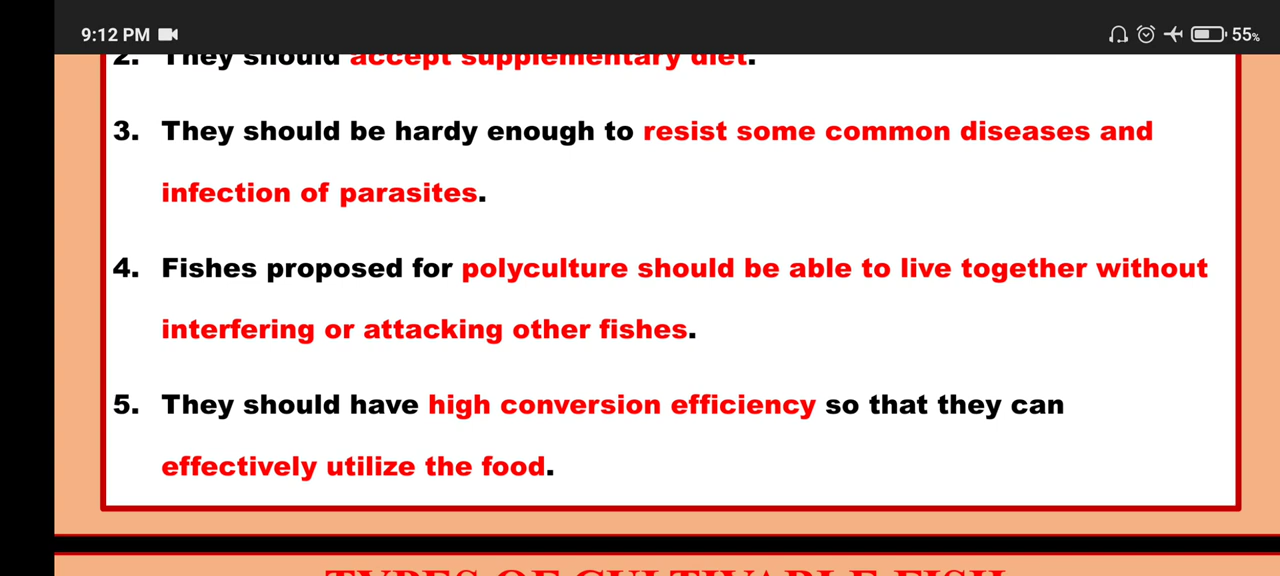 9:12 PM 55%
2. They should accept supplementary diet.
3. They should be hardy enough to resist some common diseases and
infection of parasites.
4. Fishes proposed for polyculture should be able to live together without
interfering or attacking other fishes.
5. They should have high conversion efficiency so that they can
effectively utilize the food.
TYPES OF CULTIVABLE FISH